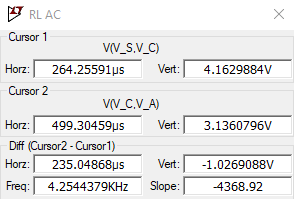 RL AC
Cursor 1
V(V_S,V_C)
Horz: 264.25591µs Vert: 4.1629884V
Cursor 2
V(V_C,V_A)
Horz: 499.30459µs Vert: 3.1360796V
Diff (Cursor2 - Cursor1)
Horz: 235.04868µs Vert: -1.0269088V
Freq: 4.2544379KHz Slope: -4368.92